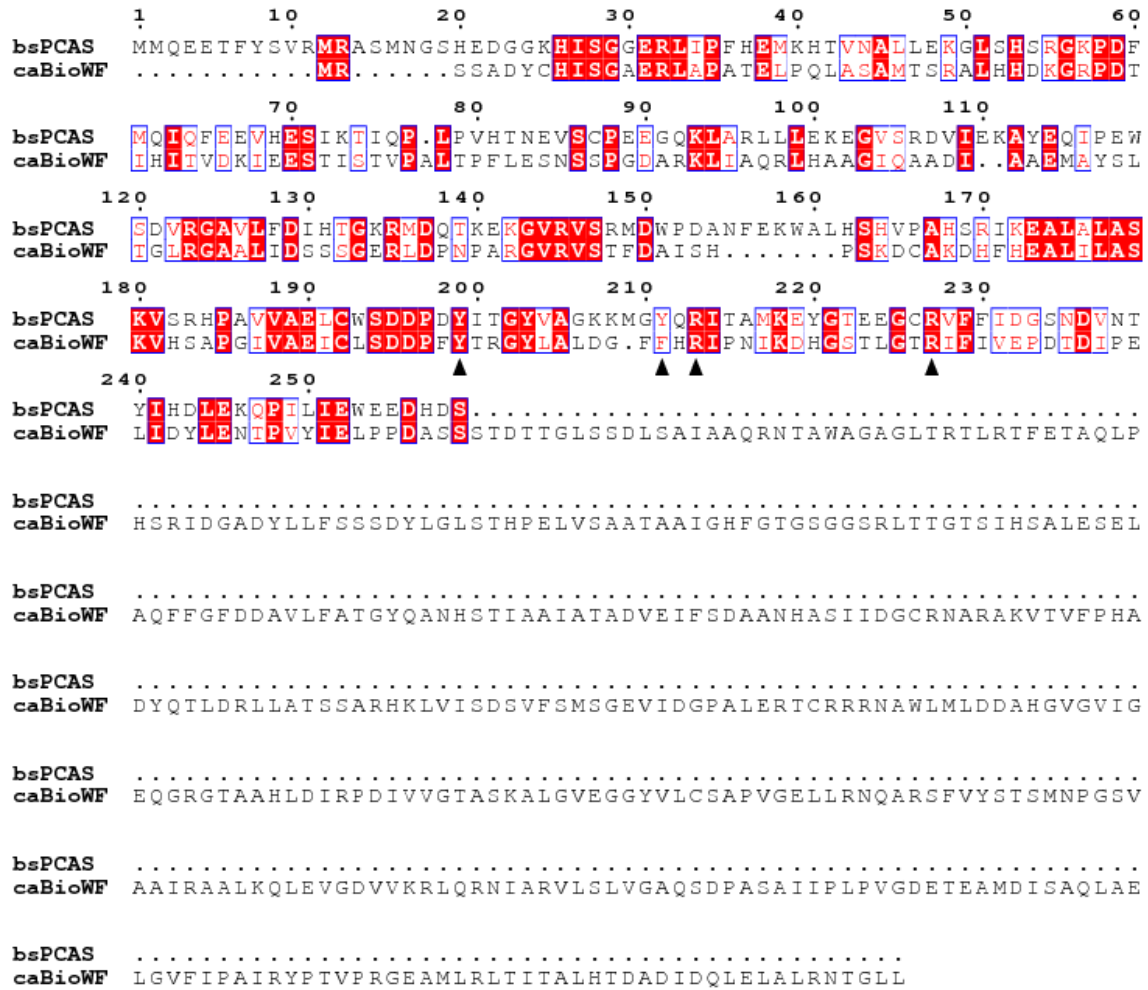 1 10 20 30 40 50 60
bsPCAS MMQEETFYSVRMRASMNGSHEDGGKHISGGERLIPFHEMKHTVNALLEKGLSHSRGKPDF
caBioWF ...........MR......SSADYCHISGAERLAPATELPQLASAMTSRALHHDKGRPDT
70 80 90 100 110
bsPCAS MQIQFEEVHESIKTIQP.LPVHTNEVSCPEEGQKLARLLLEKEGVSRDVIEKAYEQIPEW
caBioWF IHITVDKIEESTISTVPALTPFLESNSSPGDARKLIAQRLHAAGIQAADI..AAEMAYSL
120 130 140 150 160 170
bsPCAS SDVRGAVLFDIHTGKRMDQTKEKGVRVSRMDWPDANFEKWALHSHVPAHSRIKEALALAS
caBioWF TGLRGAALIDSSSGERLDPNPARGVRVSTFDAISH.......PSKDCAKDHFHEALILAS
180 190 200 210 220 230
bsPCAS KVSRHPAVVAELCWSDDPDYITGYVAGKKMGYQRITAMKEYGTEEGCRVFFIDGSNDVNT
caBioWF KVHSAPGIVAEICLSDDPFYTRGYLALDG.FFHRIPNIKDHGSTLGTRIFIVEPDTDIPE
240 250
bsPCAS YIHDLEKQPILIEWEEDHDS........................................
caBioWF LIDYLENTPVYIELPPDASSSTDTTGLSSDLSAIAAQRNTAWAGAGLTRTLRTFETAQLP
bsPCAS ............................................................
caBioWF HSRIDGADYLLFSSSDYLGLSTHPELVSAATAAIGHFGTGSGGSRLTTGTSIHSALESEL
bsPCAS ............................................................
caBioWF AQFFGFDDAVLFATGYQANHSTIAAIATADVEIFSDAANHASIIDGCRNARAKVTVFPHA
bsPCAS ............................................................
caBioWF DYQTLDRLLATSSARHKLVISDSVFSMSGEVIDGPALERTCRRRNAWLMLDDAHGVGVIG
bsPCAS ............................................................
caBioWF EQGRGTAAHLDIRPDIVVGTASKALGVEGGYVLCSAPVGELLRNQARSFVYSTSMNPGSV
bsPCAS ............................................................
caBioWF AAIRAALKQLEVGDVVKRLQRNIARVLSLVGAQSDPASAIIPLPVGDETEAMDISAQLAE
bsPCAS ..............................................
caBioWF LGVFIPAIRYPTVPRGEAMLRLTITALHTDADIDQLELALRNTGLL